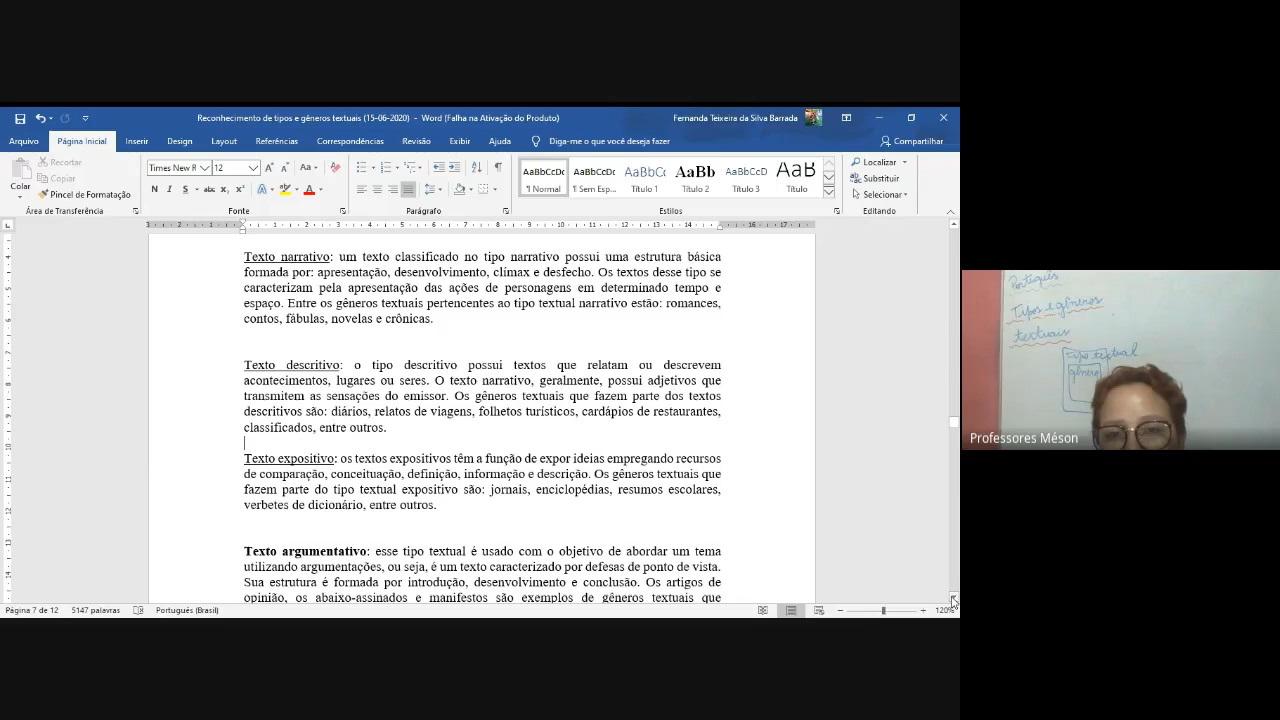 Reconhecimento de tipos e gêneros textuais (15-06-2020) - Word (Falha na Ativação do Produto)
Fernanda Teixeira da Silva Barrada
Arquivo Página Inicial Inserir Design Layout Referências Correspondências Revisão Exibir Ajuda Diga-me o que você deseja fazer Compartilhar
Colar
Recortar
Copiar
Pincel de Formatação
Área de Transferência
Times New R 12
N I S abc x₂ x²
Fonte
Parágrafo
AaBbCcDc AaBbCcDc AaBbCc AaBb AaBbCcD AaB
¶ Normal ¶ Sem Esp... Título 1 Título 2 Título 3 Título
Estilos
Localizar
Substituir
Selecionar
Editando
Texto narrativo: um texto classificado no tipo narrativo possui uma estrutura básica
formada por: apresentação, desenvolvimento, clímax e desfecho. Os textos desse tipo se
caracterizam pela apresentação das ações de personagens em determinado tempo e
espaço. Entre os gêneros textuais pertencentes ao tipo textual narrativo estão: romances,
contos, fábulas, novelas e crônicas.
Texto descritivo: o tipo descritivo possui textos que relatam ou descrevem
acontecimentos, lugares ou seres. O texto narrativo, geralmente, possui adjetivos que
transmitem as sensações do emissor. Os gêneros textuais que fazem parte dos textos
descritivos são: diários, relatos de viagens, folhetos turísticos, cardápios de restaurantes,
classificados, entre outros.
Texto expositivo: os textos expositivos têm a função de expor ideias empregando recursos
de comparação, conceituação, definição, informação e descrição. Os gêneros textuais que
fazem parte do tipo textual expositivo são: jornais, enciclopédias, resumos escolares,
verbetes de dicionário, entre outros.
Texto argumentativo: esse tipo textual é usado com o objetivo de abordar um tema
utilizando argumentações, ou seja, é um texto caracterizado por defesas de ponto de vista.
Sua estrutura é formada por introdução, desenvolvimento e conclusão. Os artigos de
opinião, os abaixo-assinados e manifestos são exemplos de gêneros textuais que
Página 7 de 12 5147 palavras Português (Brasil) 120%
Português
Tipos e gêneros
textuais
Tipo textual
gênero
Professores Méson